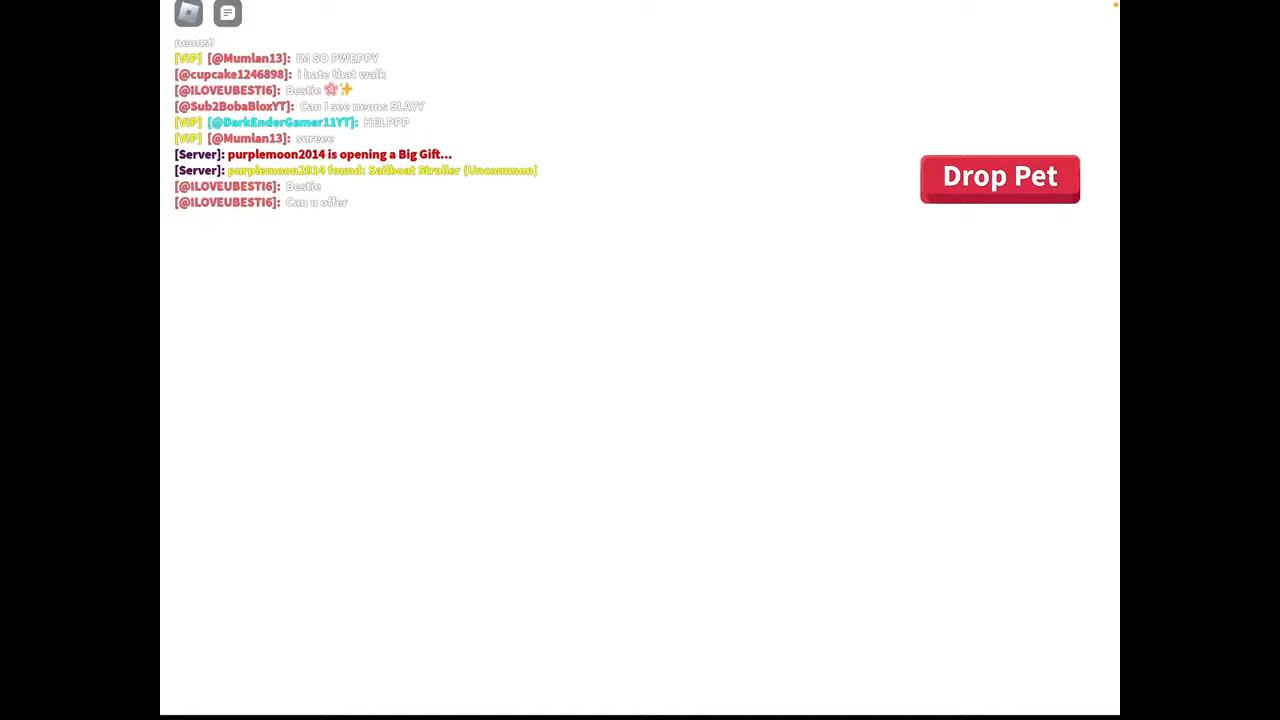 neons?
[VIP] [@Mumlan13]: IM SO PWEPPY
[@cupcake1246898]: i hate that walk
[@ILOVEUBESTI6]: Bestie 🌸✨
[@Sub2BobaBloxYT]: Can I see neons SLAYY
[VIP] [@DarkEnderGamer11YT]: HELPPP
[VIP] [@Mumlan13]: sureee
[Server]: purplemoon2014 is opening a Big Gift...
[Server]: purplemoon2014 found: Sailboat Stroller (Uncommon)
[@ILOVEUBESTI6]: Bestie
[@ILOVEUBESTI6]: Can u offer
Drop Pet